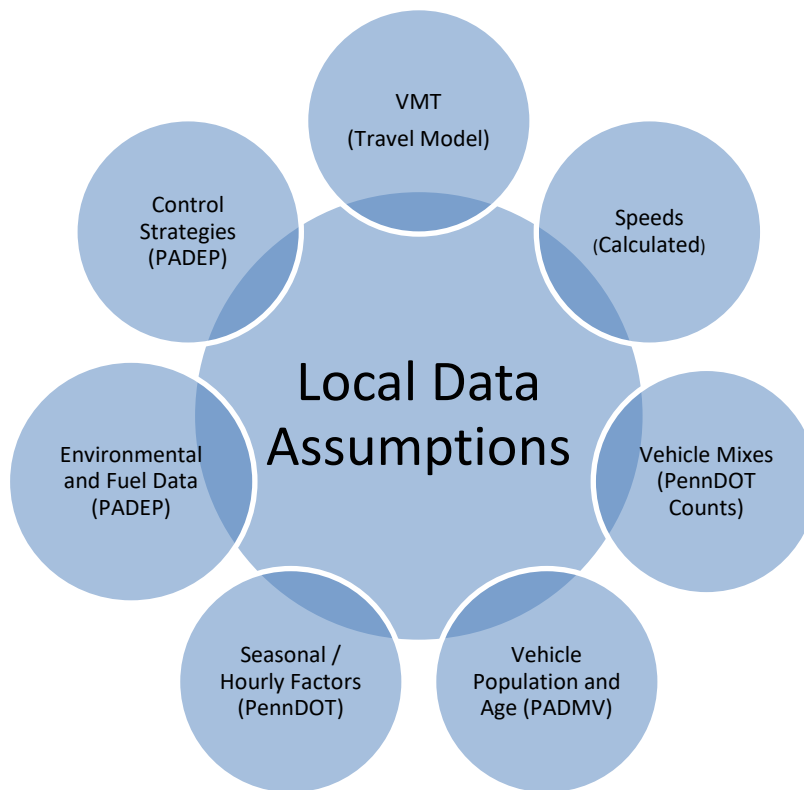 VMT
(Travel Model)
Speeds
(Calculated)
Control
Strategies
(PADEP)
Local Data
Assumptions
Vehicle Mixes
(PennDOT
Counts)
Environmental
and Fuel Data
(PADEP)
Seasonal /
Hourly Factors
(PennDOT)
Vehicle
Population and
Age (PADMV)